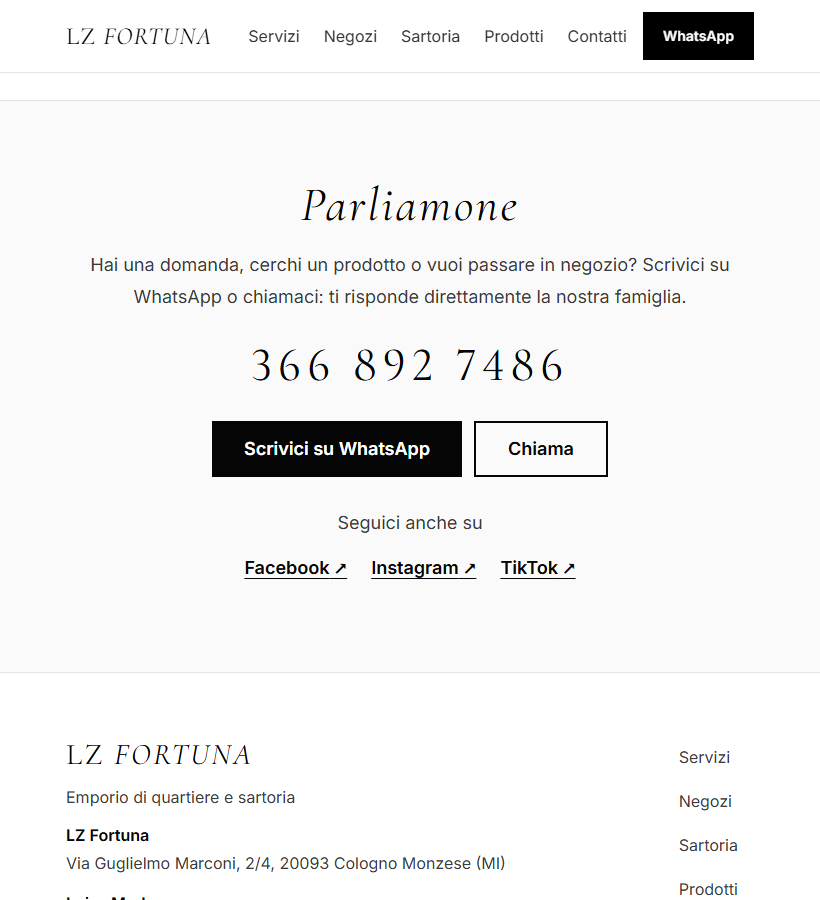 LZ FORTUNA Servizi Negozi Sartoria Prodotti Contatti WhatsApp
Parliamone
Hai una domanda, cerchi un prodotto o vuoi passare in negozio? Scrivici su
WhatsApp o chiamaci: ti risponde direttamente la nostra famiglia.
366 892 7486
Scrivici su WhatsApp Chiama
Seguici anche su
Facebook ↗ Instagram ↗ TikTok ↗
LZ FORTUNA
Emporio di quartiere e sartoria
LZ Fortuna
Via Guglielmo Marconi, 2/4, 20093 Cologno Monzese (MI)
Servizi
Negozi
Sartoria
Prodotti